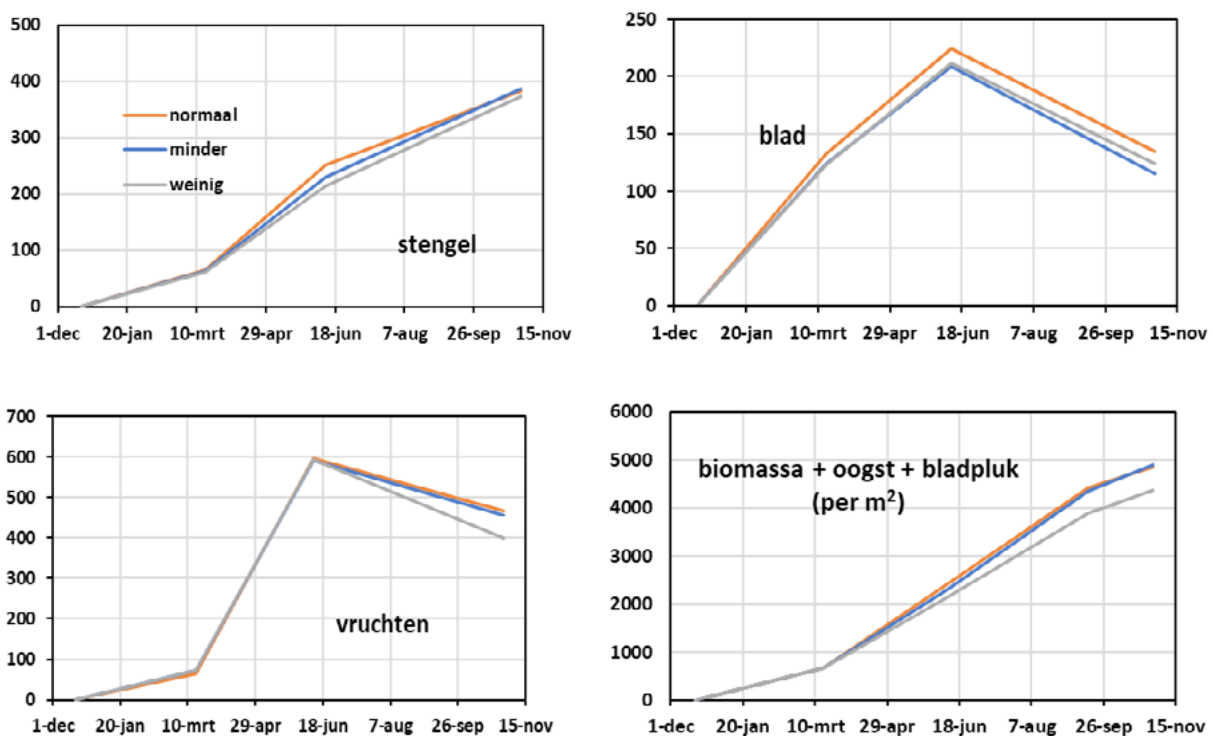 500
400
300
200
100
0
normaal
minder
weinig
stengel
1-dec 20-jan 10-mrt 29-apr 18-jun 7-aug 26-sep 15-nov
250
200
150
100
50
0
blad
1-dec 20-jan 10-mrt 29-apr 18-jun 7-aug 26-sep 15-nov
700
600
500
400
300
200
100
0
vruchten
1-dec 20-jan 10-mrt 29-apr 18-jun 7-aug 26-sep 15-nov
6000
5000
4000
3000
2000
1000
0
biomassa + oogst + bladpluk
(per m²)
1-dec 20-jan 10-mrt 29-apr 18-jun 7-aug 26-sep 15-nov